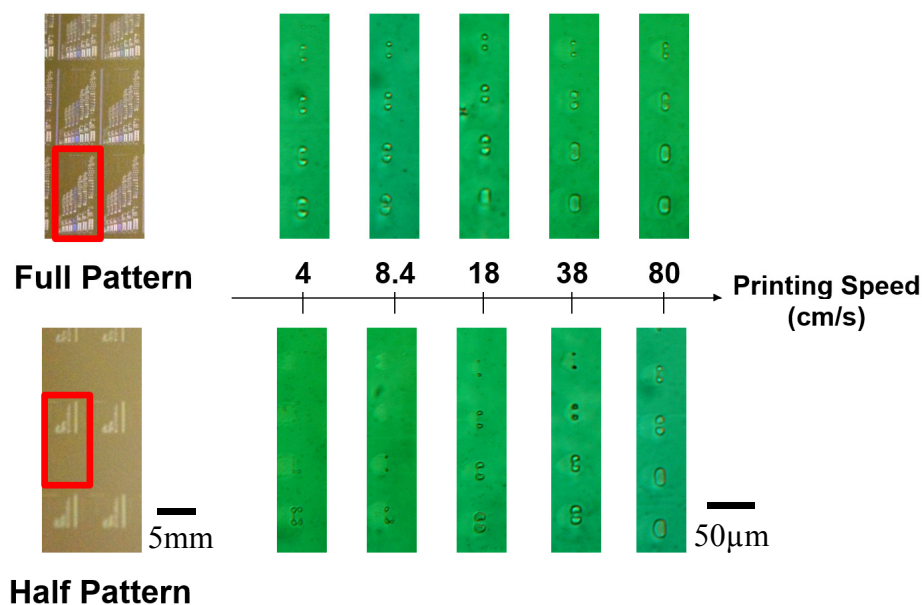 Full Pattern
4 8.4 18 38 80
Printing Speed
(cm/s)
5mm
50µm
Half Pattern